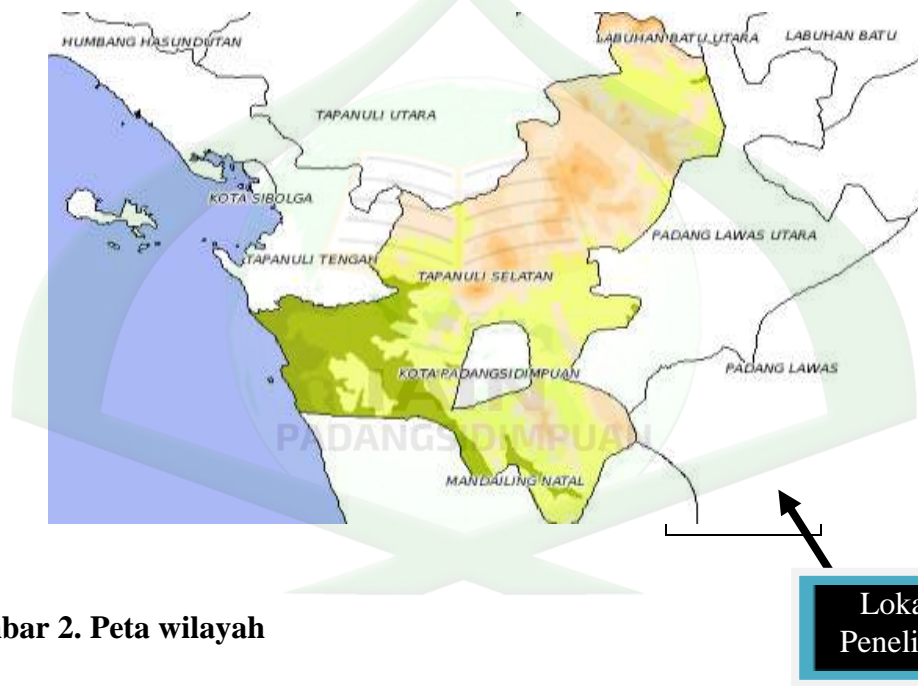 HUMBANG HASUNDUTAN
LABUHAN BATU UTARA
LABUHAN BATU
TAPANULI UTARA
KOTA SIBOLGA
PADANG LAWAS UTARA
TAPANULI TENGAH
TAPANULI SELATAN
KOTA PADANGSIDIMPUAN
PADANG LAWAS
PADANGSIDIMPUAN
MANDAILING NATAL
bar 2. Peta wilayah
Loka
Peneli